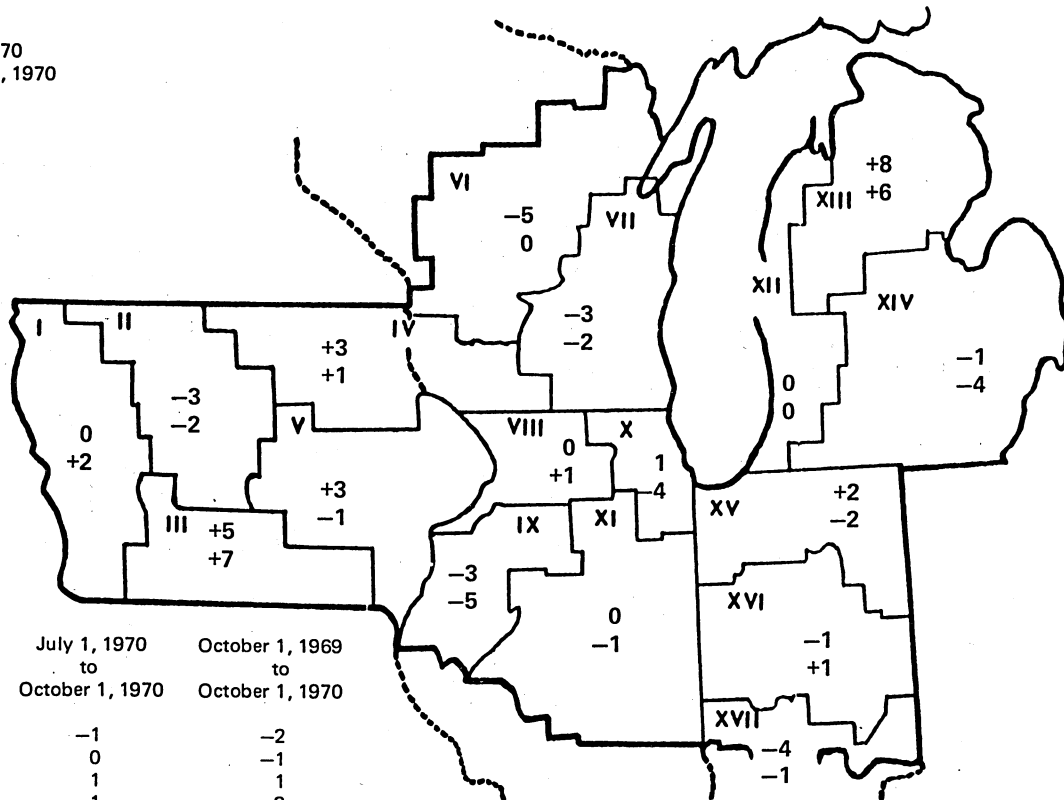 70
, 1970
VI
−5
0
VII
−3
−2
XIII
+8
+6
XII
0
0
XIV
−1
−4
I
0
+2
II
−3
−2
IV
+3
+1
V
+3
−1
III
+5
+7
VIII
0
+1
X
1
−4
IX
−3
−5
XI
0
−1
XV
+2
−2
XVI
−1
+1
XVII
−4
−1
July 1, 1970 October 1, 1969
to to
October 1, 1970 October 1, 1970
−1 −2
0 −1
1 1